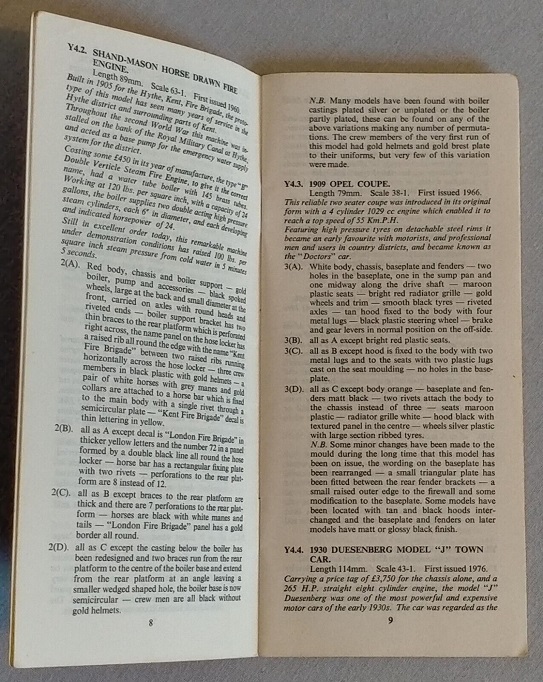 Y4.2. SHAND-MASON HORSE DRAWN FIRE
ENGINE.
Length 89mm. Scale 63-1. First issued 1960.
Built in 1905 for the Hythe, Kent, Fire Brigade, the proto-
type of this model has seen many years of service in the
Hythe district and surrounding parts of Kent.
Throughout the second World War this machine was in-
stalled on the bank of the Royal Military Canal at Hythe,
and acted as a base pump for the emergency water supply
system for the district.
Costing some £450 in its year of manufacture, the type "B"
Double Verticle Steam Fire Engine, to give it the correct
name, had a water tube boiler with 145 brass tubes.
Working at 120 lbs. per square inch, with a capacity of 24
gallons, the boiler supplies two double acting high pressure
steam cylinders, each 6" in diameter, and each developing
and indicated horsepower of 24.
Still in excellent order today, this remarkable machine
under demonstration conditions has raised 100 lbs. per
square inch steam pressure from cold water in 5 minutes
5 seconds.
2(A). Red body, chassis and boiler support — gold
boiler, pump and accessories — black spoked
wheels, large at the back and small diameter at the
front, carried on axles with round heads and
riveted ends — boiler support bracket has two
thin braces to the rear platform which is perforated
right across, the name panel on the hose locker has
a raised rib all round the edge with the name "Kent
Fire Brigade" between two raised ribs running
horizontally across the hose locker — three crew
members in black plastic with gold helmets — a
pair of white horses with grey manes and gold
collars are attached to a horse bar which is fixed
to the main body with a single rivet through a
semicircular plate — "Kent Fire Brigade" decal is
thin lettering in yellow.
2(B). all as A except decal is "London Fire Brigade" in
thicker yellow letters and the number 72 in a panel
formed by a double black line all round the hose
locker — horse bar has a rectangular fixing plate
with two rivets — perforations to the rear plat-
form are 8 instead of 12.
2(C). all as B except braces to the rear platform are
thick and there are 7 perforations to the rear plat-
form — horses are black with white manes and
tails — "London Fire Brigade" panel has a gold
border all round.
2(D). all as C except the casting below the boiler has
been redesigned and two braces run from the rear
platform to the centre of the boiler base and extend
from the rear platform at an angle leaving a
smaller wedged shaped hole, the boiler base is now
semicircular — crew men are all black without
gold helmets.
8
N.B. Many models have been found with boiler
castings plated silver or unplated or the boiler
partly plated, these can be found on any of the
above variations making any number of permuta-
tions. The crew members of the very first run of
this model had gold helmets and gold brest plate
to their uniforms, but very few of this variation
were made.
Y4.3. 1909 OPEL COUPE.
Length 79mm. Scale 38-1. First issued 1966.
This reliable two seater coupe was introduced in its original
form with a 4 cylinder 1029 cc engine which enabled it to
reach a top speed of 55 Km.P.H.
Featuring high pressure tyres on detachable steel rims it
became an early favourite with motorists, and professional
men and users in country districts, and became known as
the "Doctors" car.
3(A). White body, chassis, baseplate and fenders — two
holes in the baseplate, one in the sump pan and
one midway along the drive shaft — maroon
plastic seats — bright red radiator grille — gold
wheels and trim — smooth black tyres — riveted
axles — tan hood fixed to the body with four
metal lugs — black plastic steering wheel — brake
and gear levers in normal position on the off-side.
3(B). all as A except bright red plastic seats.
3(C). all as B except hood is fixed to the body with two
metal lugs and to the seats with two plastic lugs
cast on the seat moulding — no holes in the base-
plate.
3(D). all as C except body orange — baseplate and fen-
ders matt black — two rivets attach the body to
the chassis instead of three — seats maroon
plastic — radiator grille white — hood black with
textured panel in the centre — wheels silver plastic
with large section ribbed tyres.
N.B. Some minor changes have been made to the
mould during the long time that this model has
been on issue, the wording on the baseplate has
been rearranged — a small triangular plate has
been fitted between the rear fender brackets — a
small raised outer edge to the firewall and some
modification to the baseplate. Some models have
been located with tan and black hoods inter-
changed and the baseplate and fenders on later
models have matt or glossy black finish.
Y4.4. 1930 DUESENBERG MODEL "J" TOWN
CAR.
Length 114mm. Scale 43-1. First issued 1976.
Carrying a price tag of £3,750 for the chassis alone, and a
265 H.P. straight eight cylinder engine, the model "J"
Duesenberg was one of the most powerful and expensive
motor cars of the early 1930s. The car was regarded as the
9